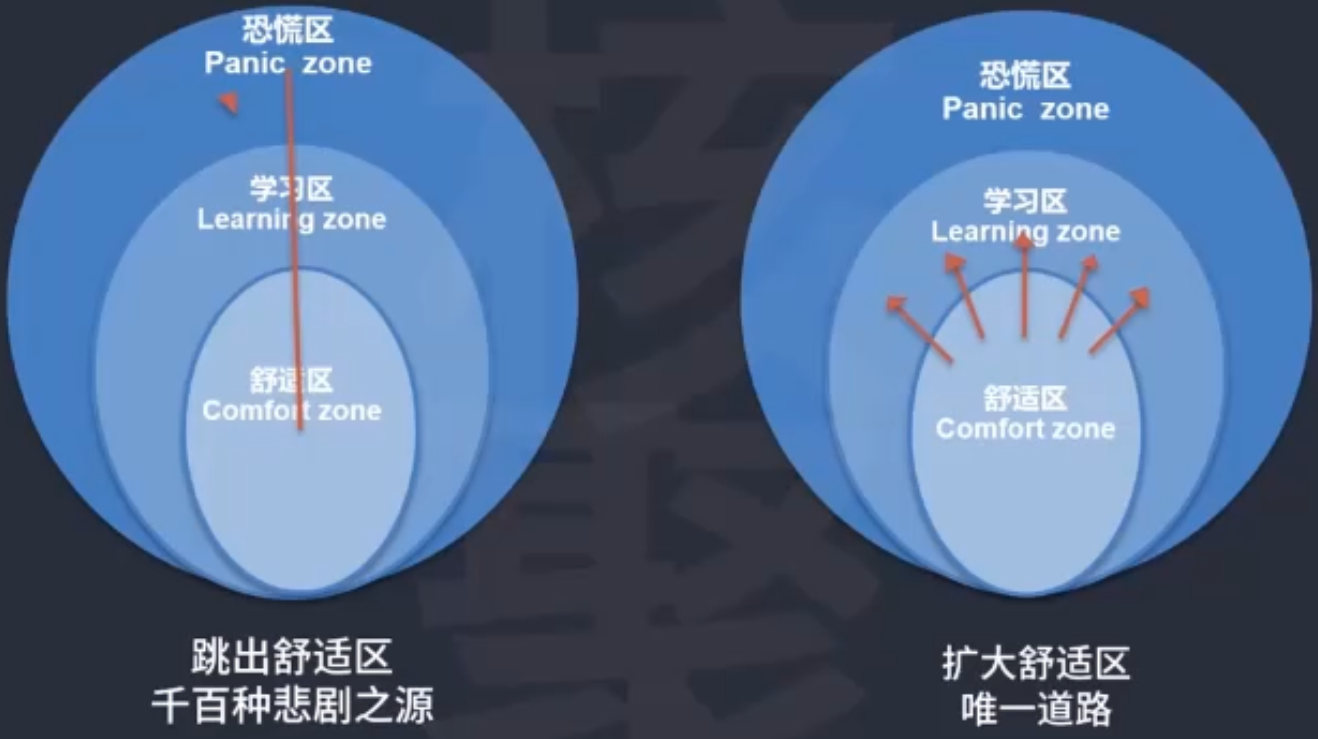 恐慌区
Panic zone
学习区
Learning zone
舒适区
Comfort zone
跳出舒适区
千百种悲剧之源
恐慌区
Panic zone
学习区
Learning zone
舒适区
Comfort zone
扩大舒适区
唯一道路